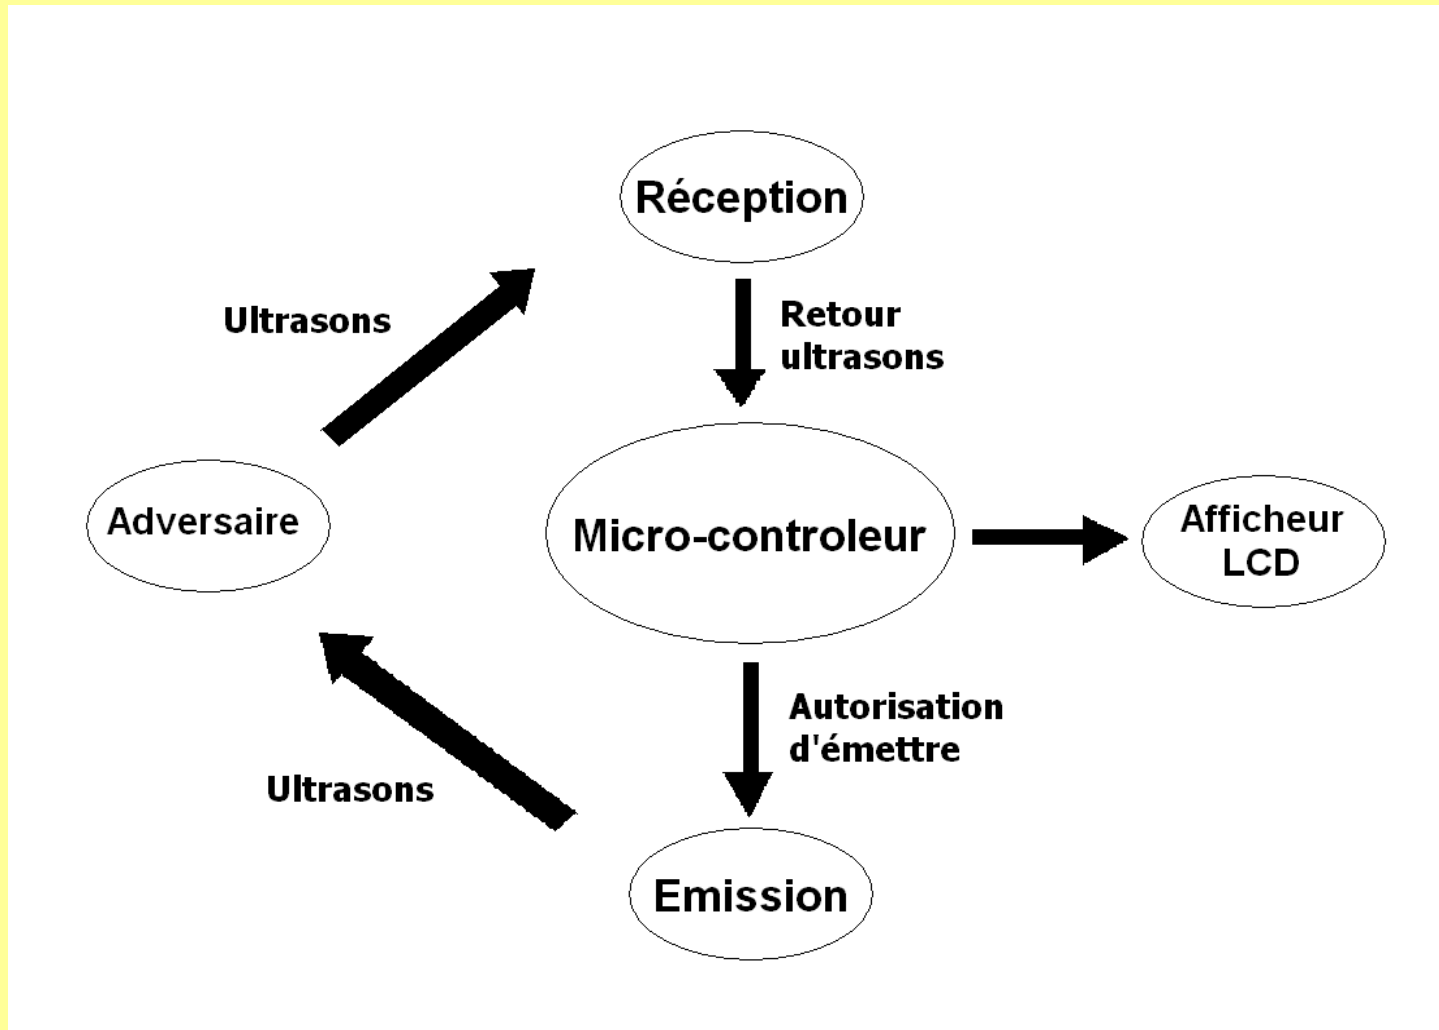 Réception
Ultrasons
Retour
ultrasons
Adversaire
Micro-controleur
Afficheur
LCD
Autorisation
d'émettre
Ultrasons
Emission